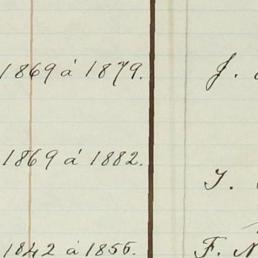 1869 á 1879. J.
1869 á 1882. T.
1842 á 1856. F. N